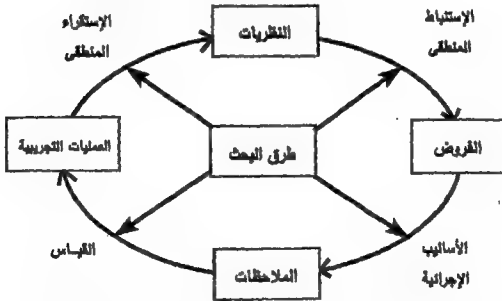 الإستقراء
المنطقى
النظريات
الإستنباط
المنطقى
العمليات التجريبية
طرق البحث
الفروض
القياس
الملاحظات
الأساليب
الإجرائية